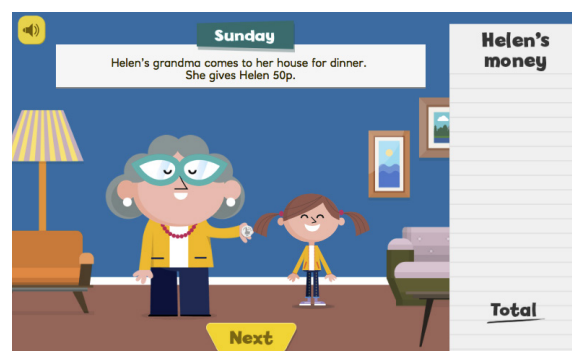 Sunday
Helen's grandma comes to her house for dinner.
She gives Helen 50p.
Helen's
money
Total
Next